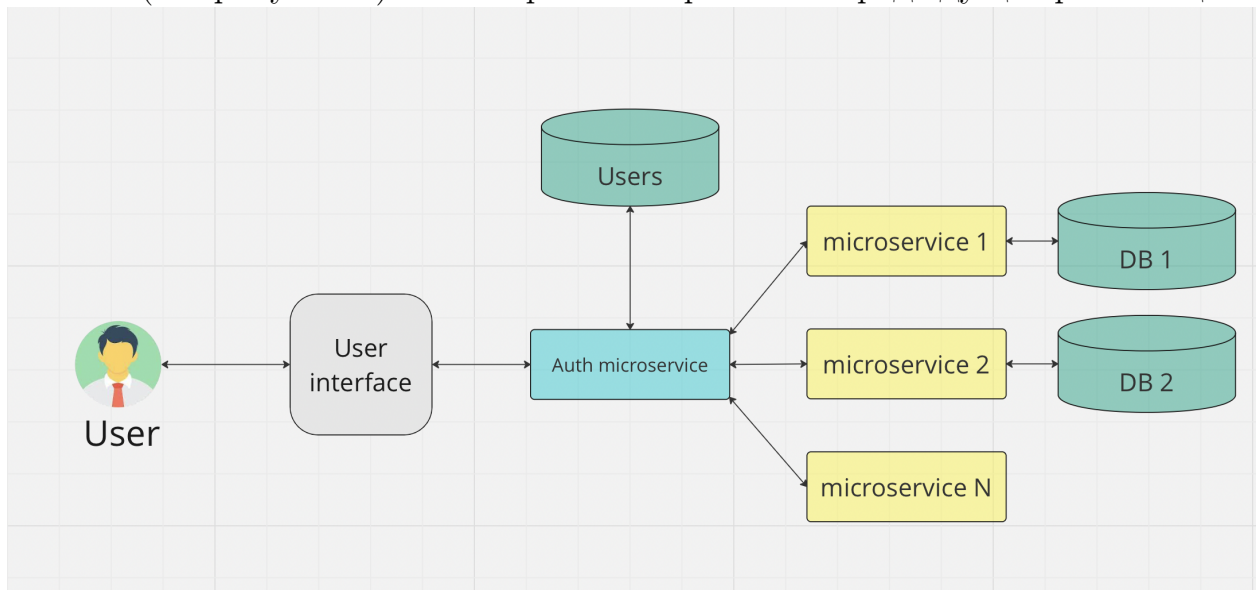 Users
microservice 1
DB 1
User
interface
Auth microservice
microservice 2
DB 2
User
microservice N